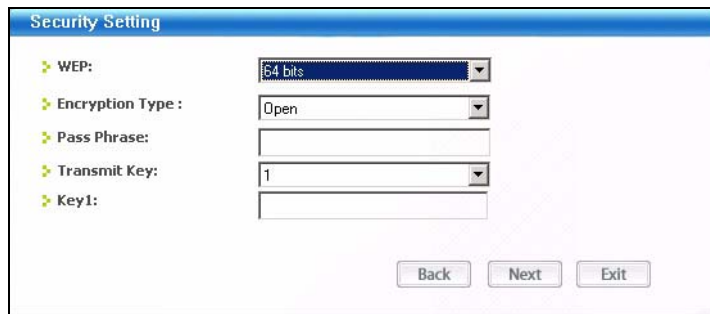 Security Setting
WEP: 64 bits
Encryption Type : Open
Pass Phrase:
Transmit Key: 1
Key1:
Back Next Exit